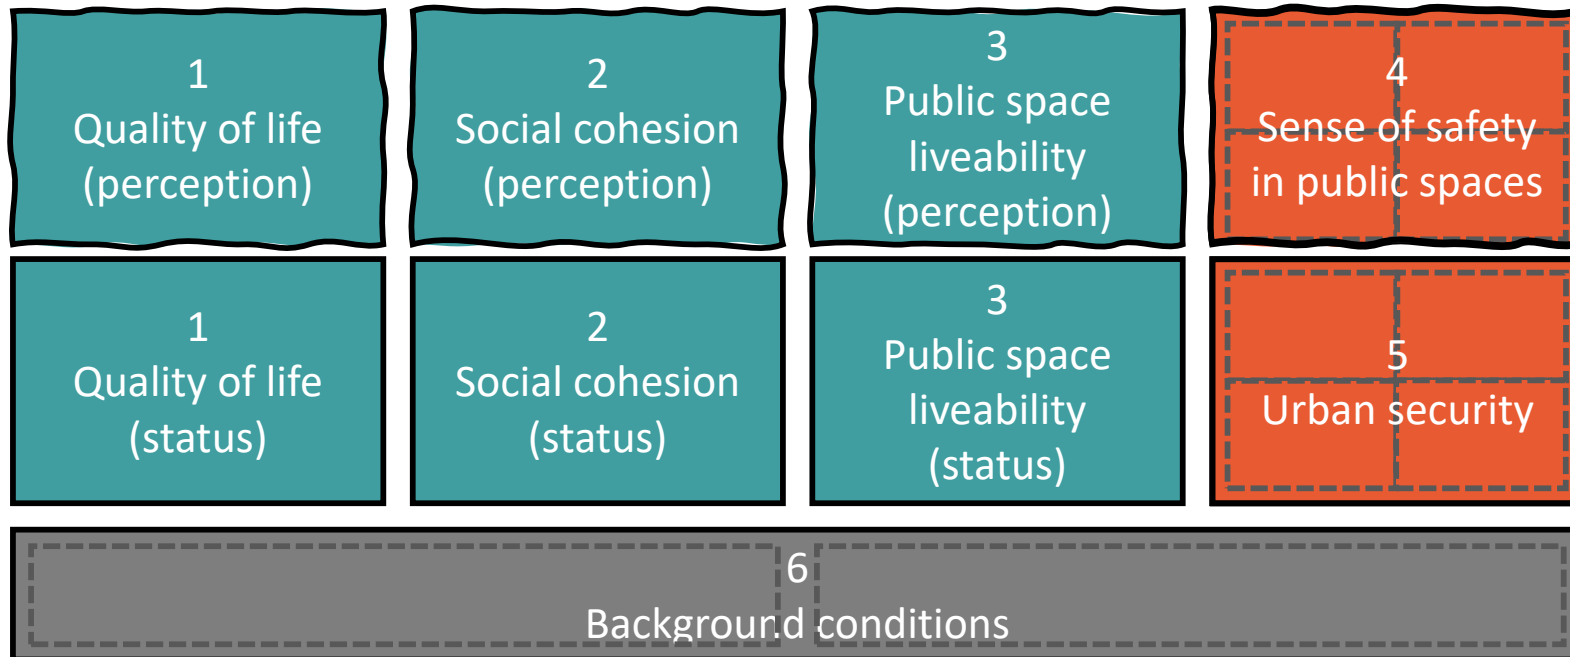 1
Quality of life
(perception)
2
Social cohesion
(perception)
3
Public space
liveability
(perception)
4
Sense of safety
in public spaces
1
Quality of life
(status)
2
Social cohesion
(status)
3
Public space
liveability
(status)
5
Urban security
6
Background conditions